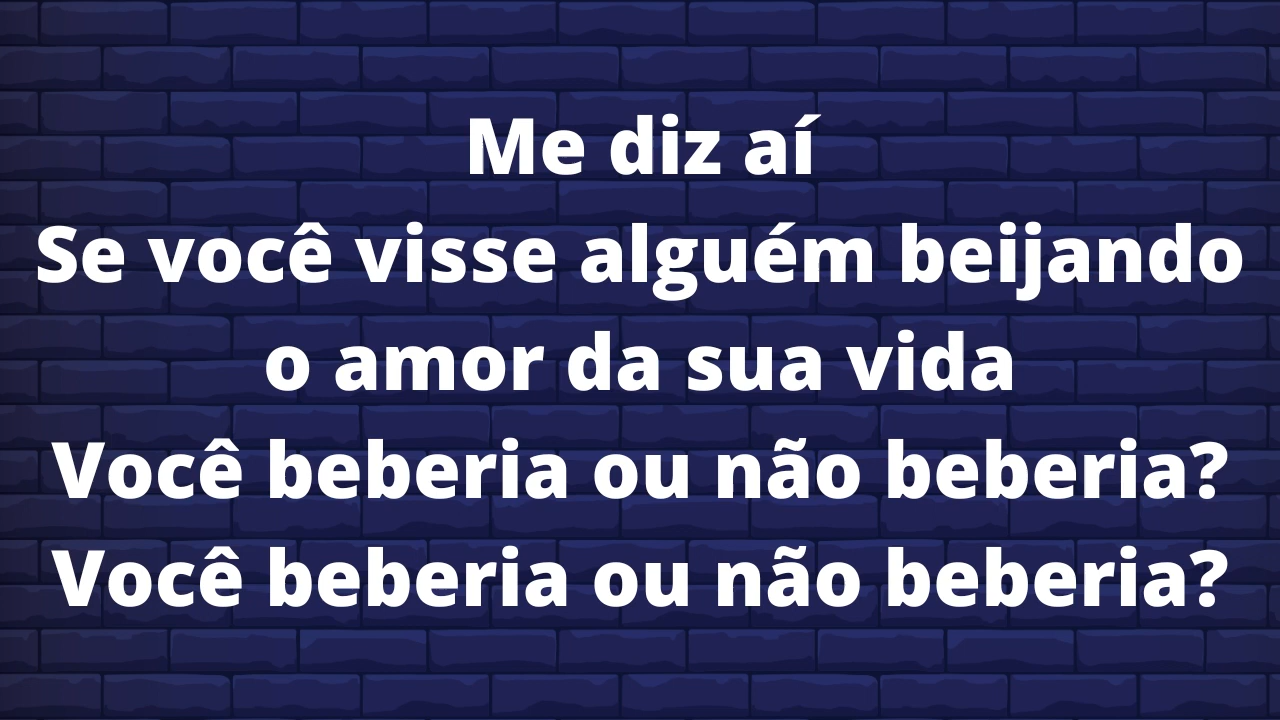 Me diz aí
Se você visse alguém beijando
o amor da sua vida
Você beberia ou não beberia?
Você beberia ou não beberia?